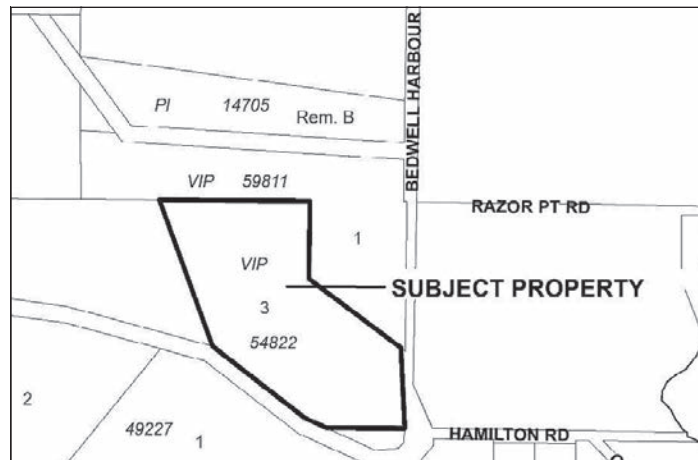 BEDWELL HARBOUR
Pl 14705 Rem. B
VIP 59811
RAZOR PT RD
1
VIP
SUBJECT PROPERTY
3
54822
2
49227
1
HAMILTON RD